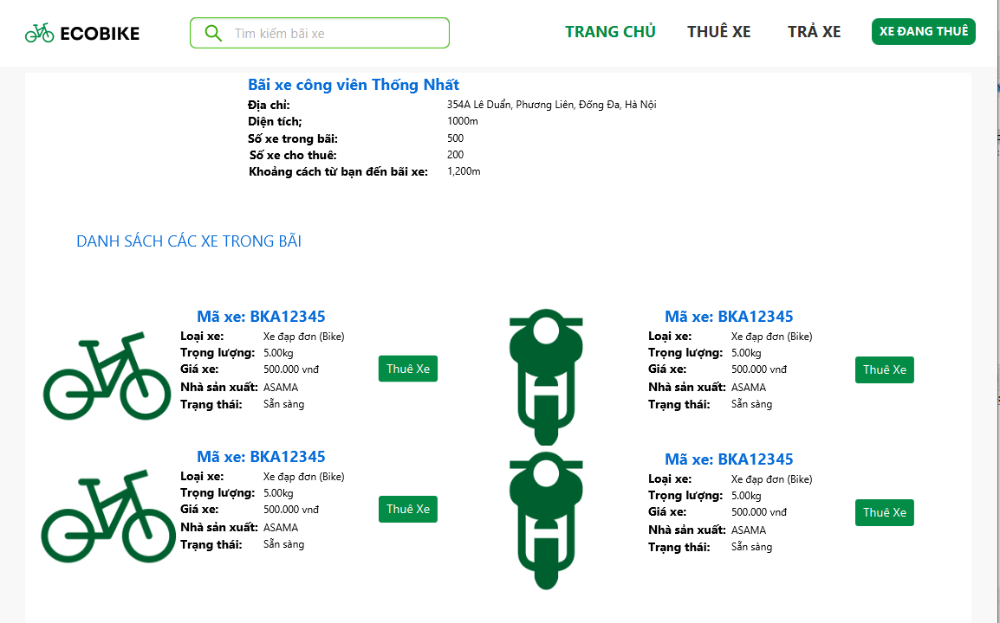 ECOBIKE
Tìm kiếm bãi xe
TRANG CHỦ
THUÊ XE
TRẢ XE
XE ĐANG THUÊ
Bãi xe công viên Thống Nhất
Địa chỉ: 354A Lê Duẩn, Phương Liên, Đống Đa, Hà Nội
Diện tích; 1000m
Số xe trong bãi: 500
Số xe cho thuê: 200
Khoảng cách từ bạn đến bãi xe: 1,200m
DANH SÁCH CÁC XE TRONG BÃI
Mã xe: BKA12345
Loại xe: Xe đạp đơn (Bike)
Trọng lượng: 5.00kg
Giá xe: 500.000 vnđ
Nhà sản xuất: ASAMA
Trạng thái: Sẵn sàng
Thuê Xe
Mã xe: BKA12345
Loại xe: Xe đạp đơn (Bike)
Trọng lượng: 5.00kg
Giá xe: 500.000 vnđ
Nhà sản xuất: ASAMA
Trạng thái: Sẵn sàng
Thuê Xe
Mã xe: BKA12345
Loại xe: Xe đạp đơn (Bike)
Trọng lượng: 5.00kg
Giá xe: 500.000 vnđ
Nhà sản xuất: ASAMA
Trạng thái: Sẵn sàng
Thuê Xe
Mã xe: BKA12345
Loại xe: Xe đạp đơn (Bike)
Trọng lượng: 5.00kg
Giá xe: 500.000 vnđ
Nhà sản xuất: ASAMA
Trạng thái: Sẵn sàng
Thuê Xe